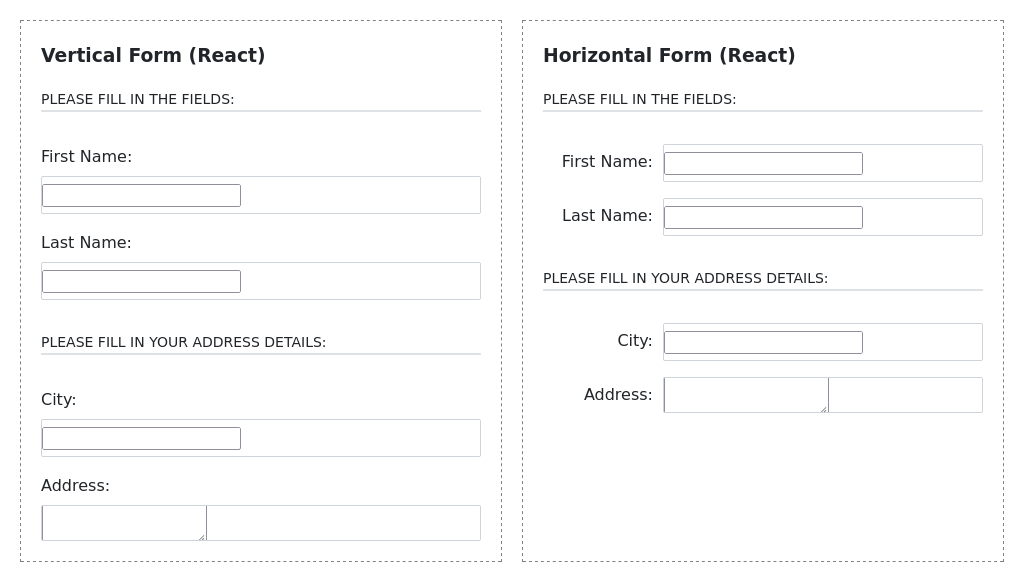 Vertical Form (React)
PLEASE FILL IN THE FIELDS:
First Name:
Last Name:
PLEASE FILL IN YOUR ADDRESS DETAILS:
City:
Address:
Horizontal Form (React)
PLEASE FILL IN THE FIELDS:
First Name:
Last Name:
PLEASE FILL IN YOUR ADDRESS DETAILS:
City:
Address: